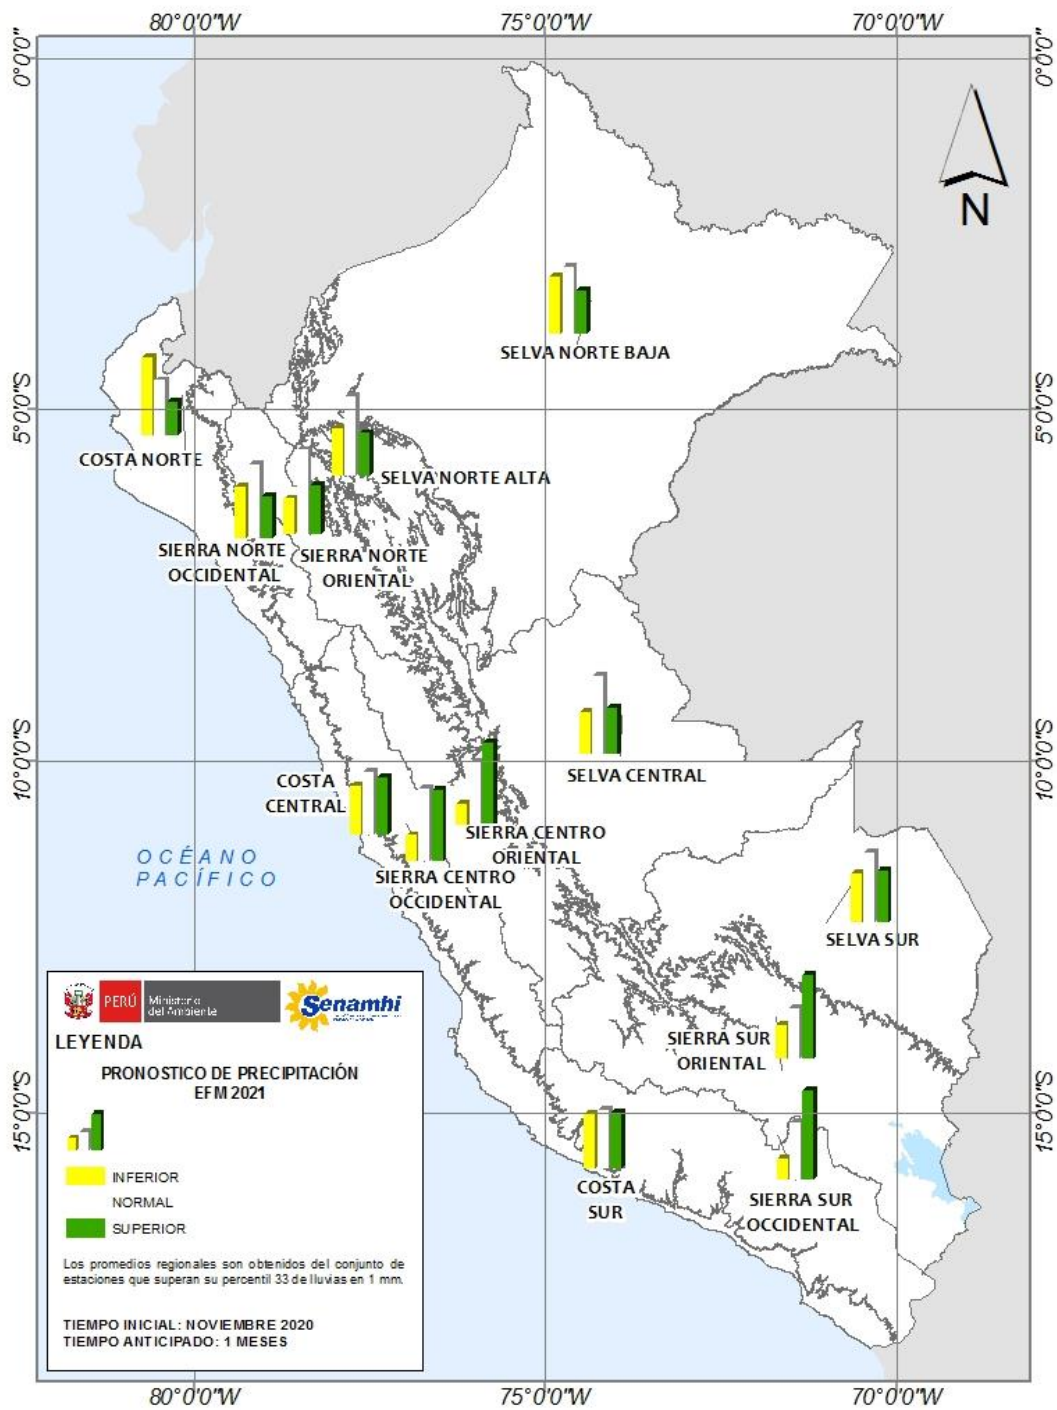 80°0'0"W
75°0'0"W
70°0'0"W
0°0'0"
0°0'0"
N
SELVA NORTE BAJA
5°0'0"S
5°0'0"S
COSTA NORTE
SELVA NORTE ALTA
SIERRA NORTE
OCCIDENTAL
SIERRA NORTE
ORIENTAL
SELVA CENTRAL
10°0'0"S
10°0'0"S
COSTA
CENTRAL
SIERRA CENTRO
ORIENTAL
OCÉANO
PACÍFICO
SIERRA CENTRO
OCCIDENTAL
SELVA SUR
SIERRA SUR
ORIENTAL
PERÚ
Ministerio
del Ambiente
Senamhi
LEYENDA
PRONOSTICO DE PRECIPITACIÓN
EFM 2021
15°0'0"S
15°0'0"S
INFERIOR
NORMAL
SUPERIOR
COSTA
SUR
SIERRA SUR
OCCIDENTAL
Los promedios regionales son obtenidos del conjunto de
estaciones que superan su percentil 33 de lluvias en 1 mm.
TIEMPO INICIAL: NOVIEMBRE 2020
TIEMPO ANTICIPADO: 1 MESES
80°0'0"W
75°0'0"W
70°0'0"W